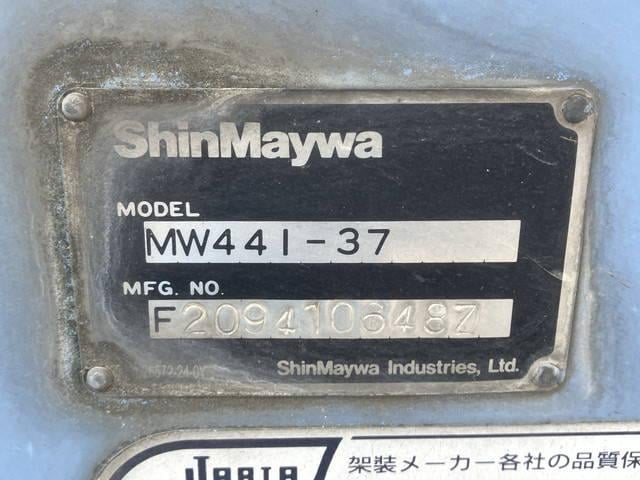 ShinMaywa
MODEL
MW441-37
MFG. NO.
F2094106487
ShinMaywa Industries, Ltd.
架装メーカー各社の品質保